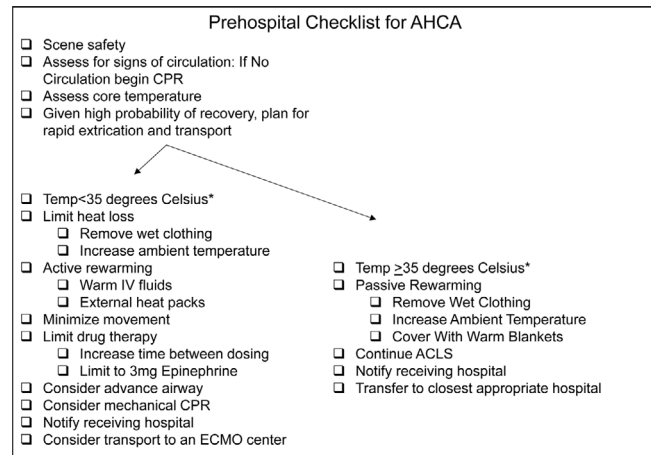 Prehospital Checklist for AHCA
❑ Scene safety
❑ Assess for signs of circulation: If No
Circulation begin CPR
❑ Assess core temperature
❑ Given high probability of recovery, plan for
rapid extrication and transport
❑ Temp<35 degrees Celsius*
❑ Limit heat loss
❑ Remove wet clothing
❑ Increase ambient temperature
❑ Active rewarming
❑ Warm IV fluids
❑ External heat packs
❑ Minimize movement
❑ Limit drug therapy
❑ Increase time between dosing
❑ Limit to 3mg Epinephrine
❑ Consider advance airway
❑ Consider mechanical CPR
❑ Notify receiving hospital
❑ Consider transport to an ECMO center
❑ Temp ≥35 degrees Celsius*
❑ Passive Rewarming
❑ Remove Wet Clothing
❑ Increase Ambient Temperature
❑ Cover With Warm Blankets
❑ Continue ACLS
❑ Notify receiving hospital
❑ Transfer to closest appropriate hospital